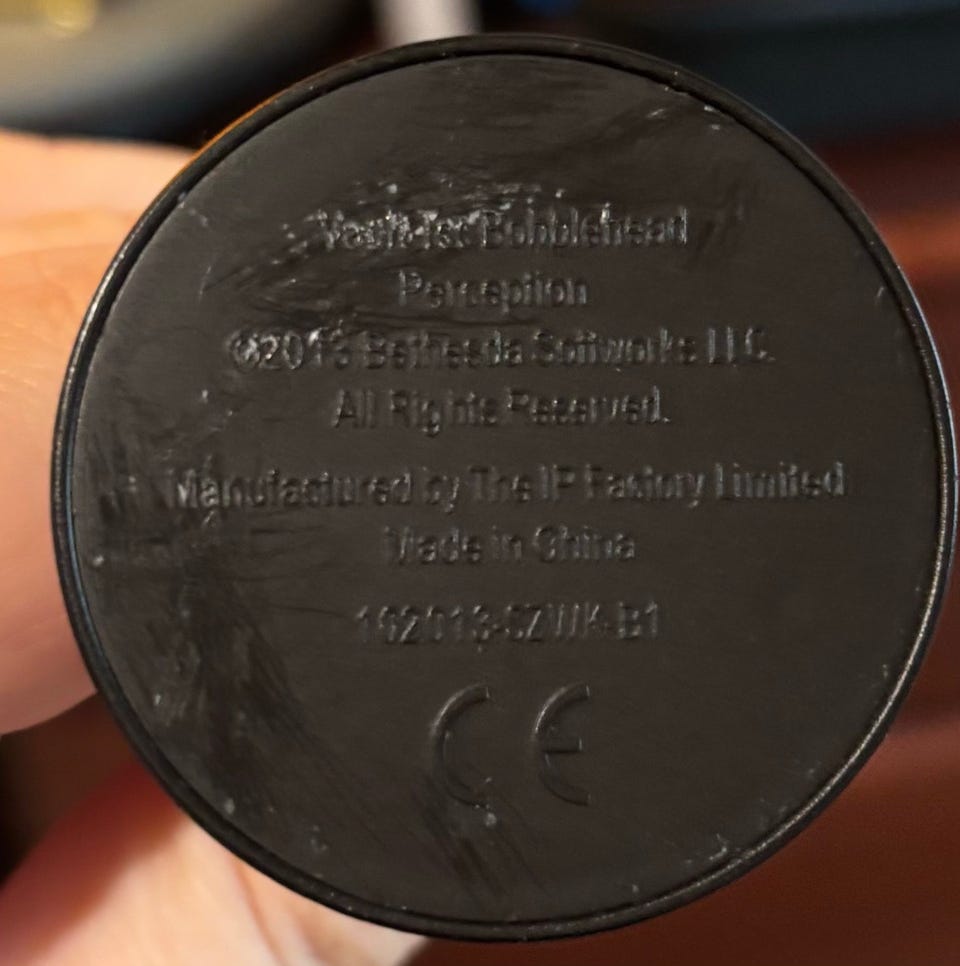 Vault-Tec Bobblehead
Perception
©2013 Bethesda Softworks LLC.
All Rights Reserved.
Manufactured by The IP Factory Limited
Made in China
CE